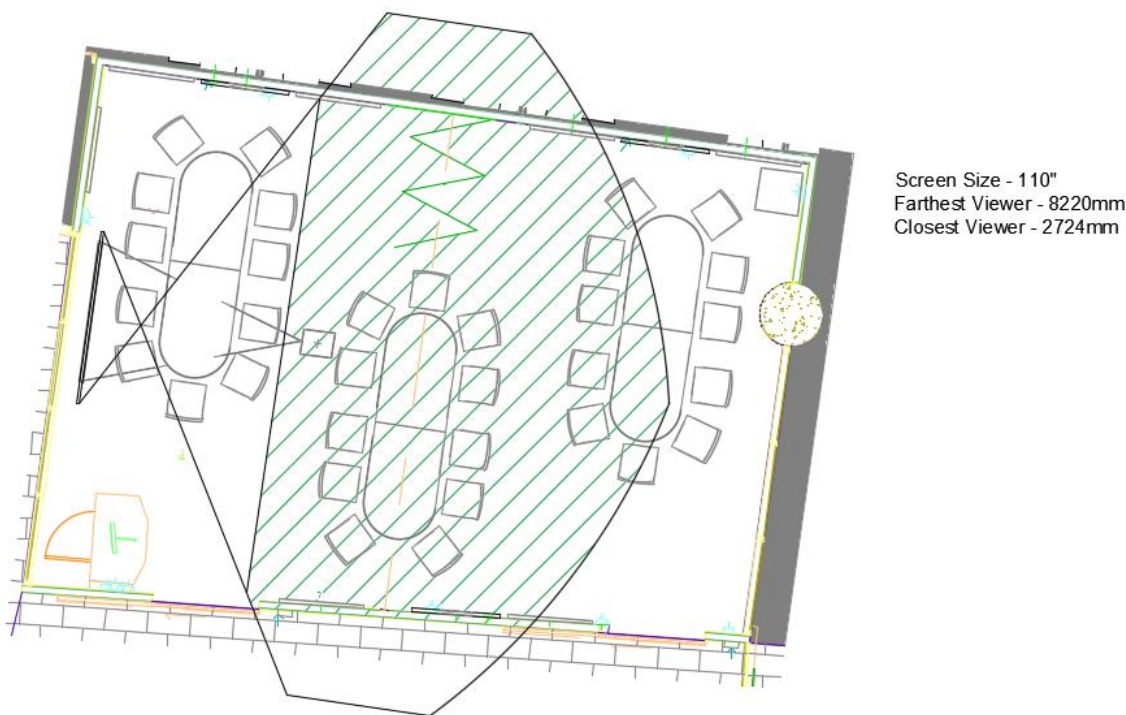 Screen Size - 110"
Farthest Viewer - 8220mm
Closest Viewer - 2724mm